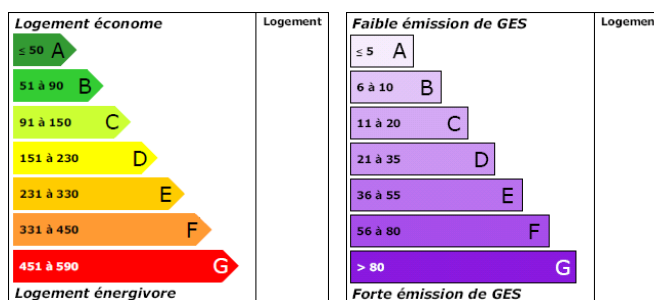 Logement économe
Logement
≤ 50 A
51 à 90 B
91 à 150 C
151 à 230 D
231 à 330 E
331 à 450 F
451 à 590 G
Logement énergivore
Faible émission de GES
Logemen
≤ 5 A
6 à 10 B
11 à 20 C
21 à 35 D
36 à 55 E
56 à 80 F
> 80 G
Forte émission de GES